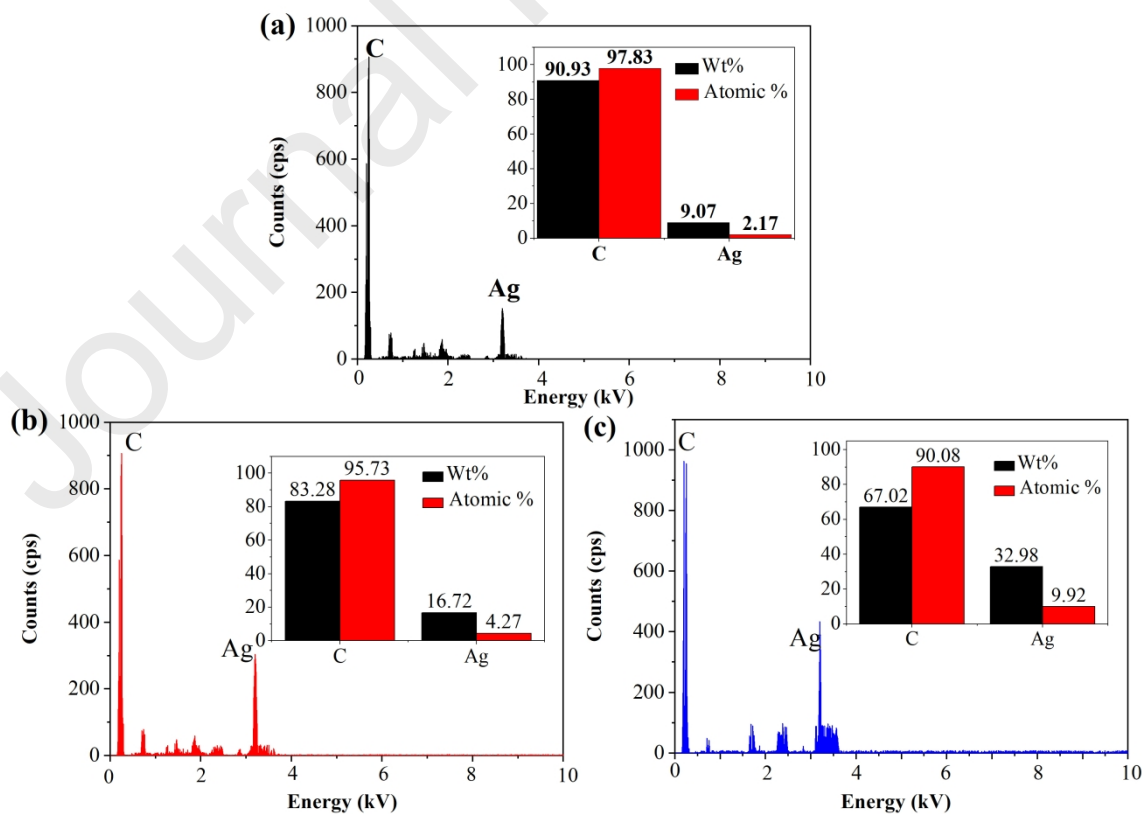 Journal
(a)
1000
800
600
400
200
0
Counts (cps)
C
Ag
0 2 4 6 8 10
Energy (kV)
100
80
60
40
20
0
90.93 97.83
9.07 2.17
Wt%
Atomic %
C Ag
(b)
1000
800
600
400
200
0
Counts (cps)
C
Ag
0 2 4 6 8 10
Energy (kV)
100
80
60
40
20
0
83.28 95.73
16.72 4.27
Wt%
Atomic %
C Ag
(c)
1000
800
600
400
200
0
Counts (cps)
C
Ag
0 2 4 6 8 10
Energy (kV)
100
80
60
40
20
0
67.02 90.08
32.98 9.92
Wt%
Atomic %
C Ag